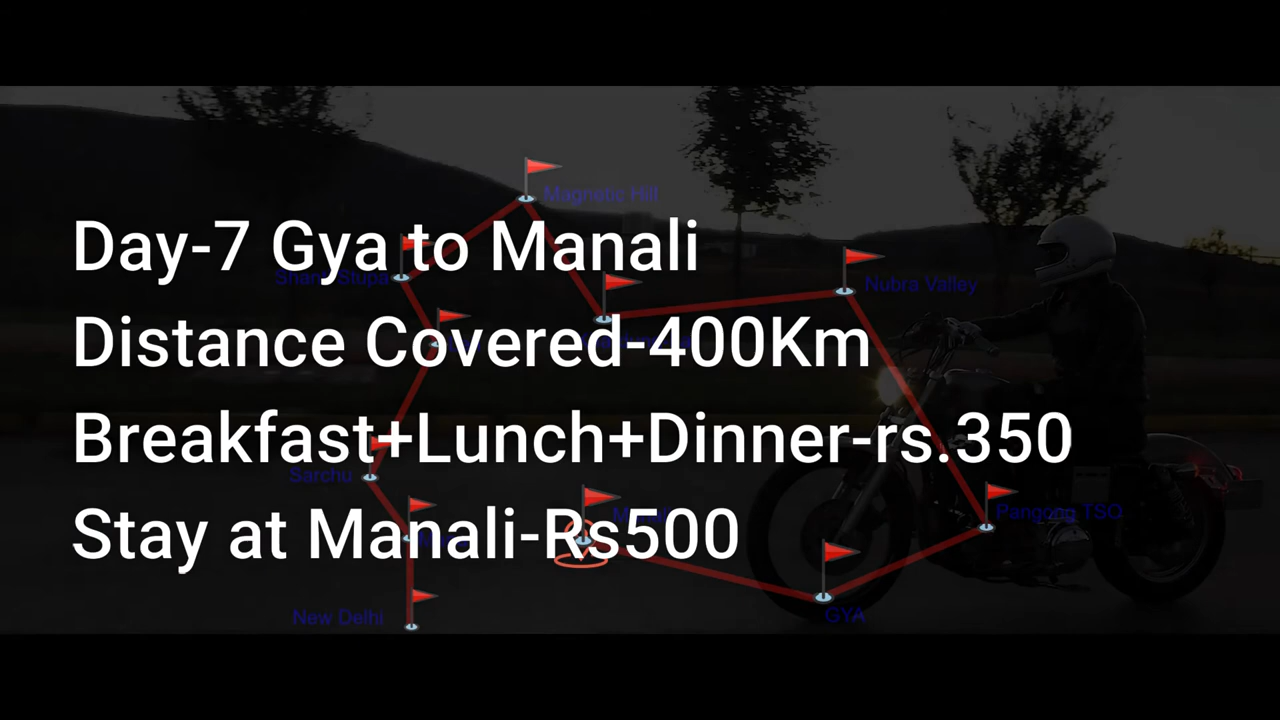 Magnetic Hill
Day-7 Gya to Manali
Shanti Stupa
Nubra Valley
Distance Covered-400Km
Breakfast+Lunch+Dinner-rs.350
Sarchu
Pangong TSO
Stay at Manali-Rs500
New Delhi
GYA